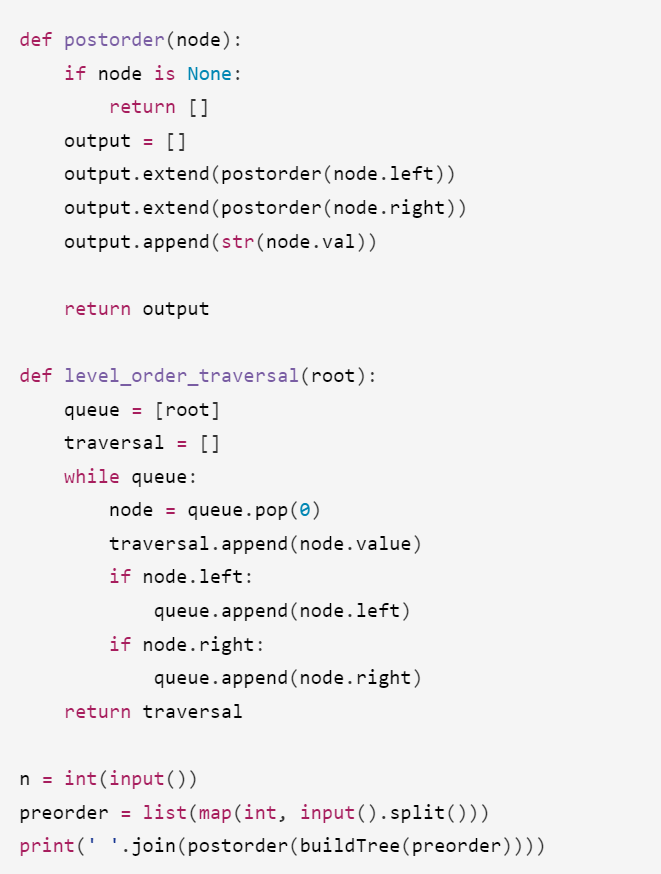 def postorder(node):
    if node is None:
        return []
    output = []
    output.extend(postorder(node.left))
    output.extend(postorder(node.right))
    output.append(str(node.val))

    return output

def level_order_traversal(root):
    queue = [root]
    traversal = []
    while queue:
        node = queue.pop(0)
        traversal.append(node.value)
        if node.left:
            queue.append(node.left)
        if node.right:
            queue.append(node.right)
    return traversal

n = int(input())
preorder = list(map(int, input().split()))
print(' '.join(postorder(buildTree(preorder))))